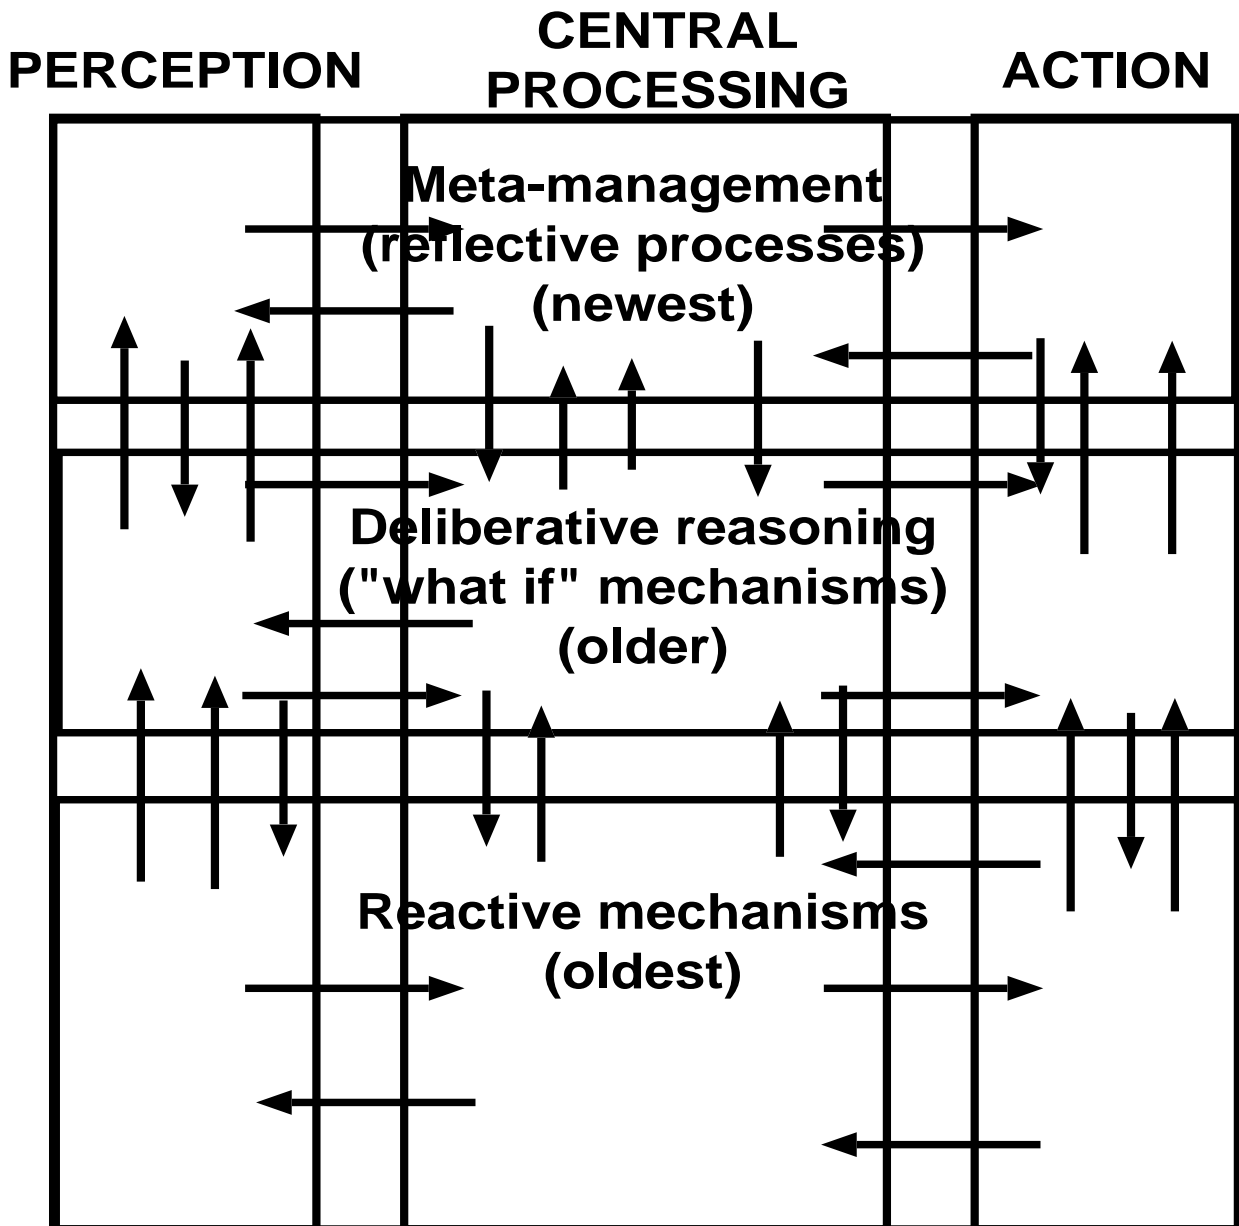 PERCEPTION
CENTRAL
PROCESSING
ACTION
Meta-management
(reflective processes)
(newest)
Deliberative reasoning
("what if" mechanisms)
(older)
Reactive mechanisms
(oldest)